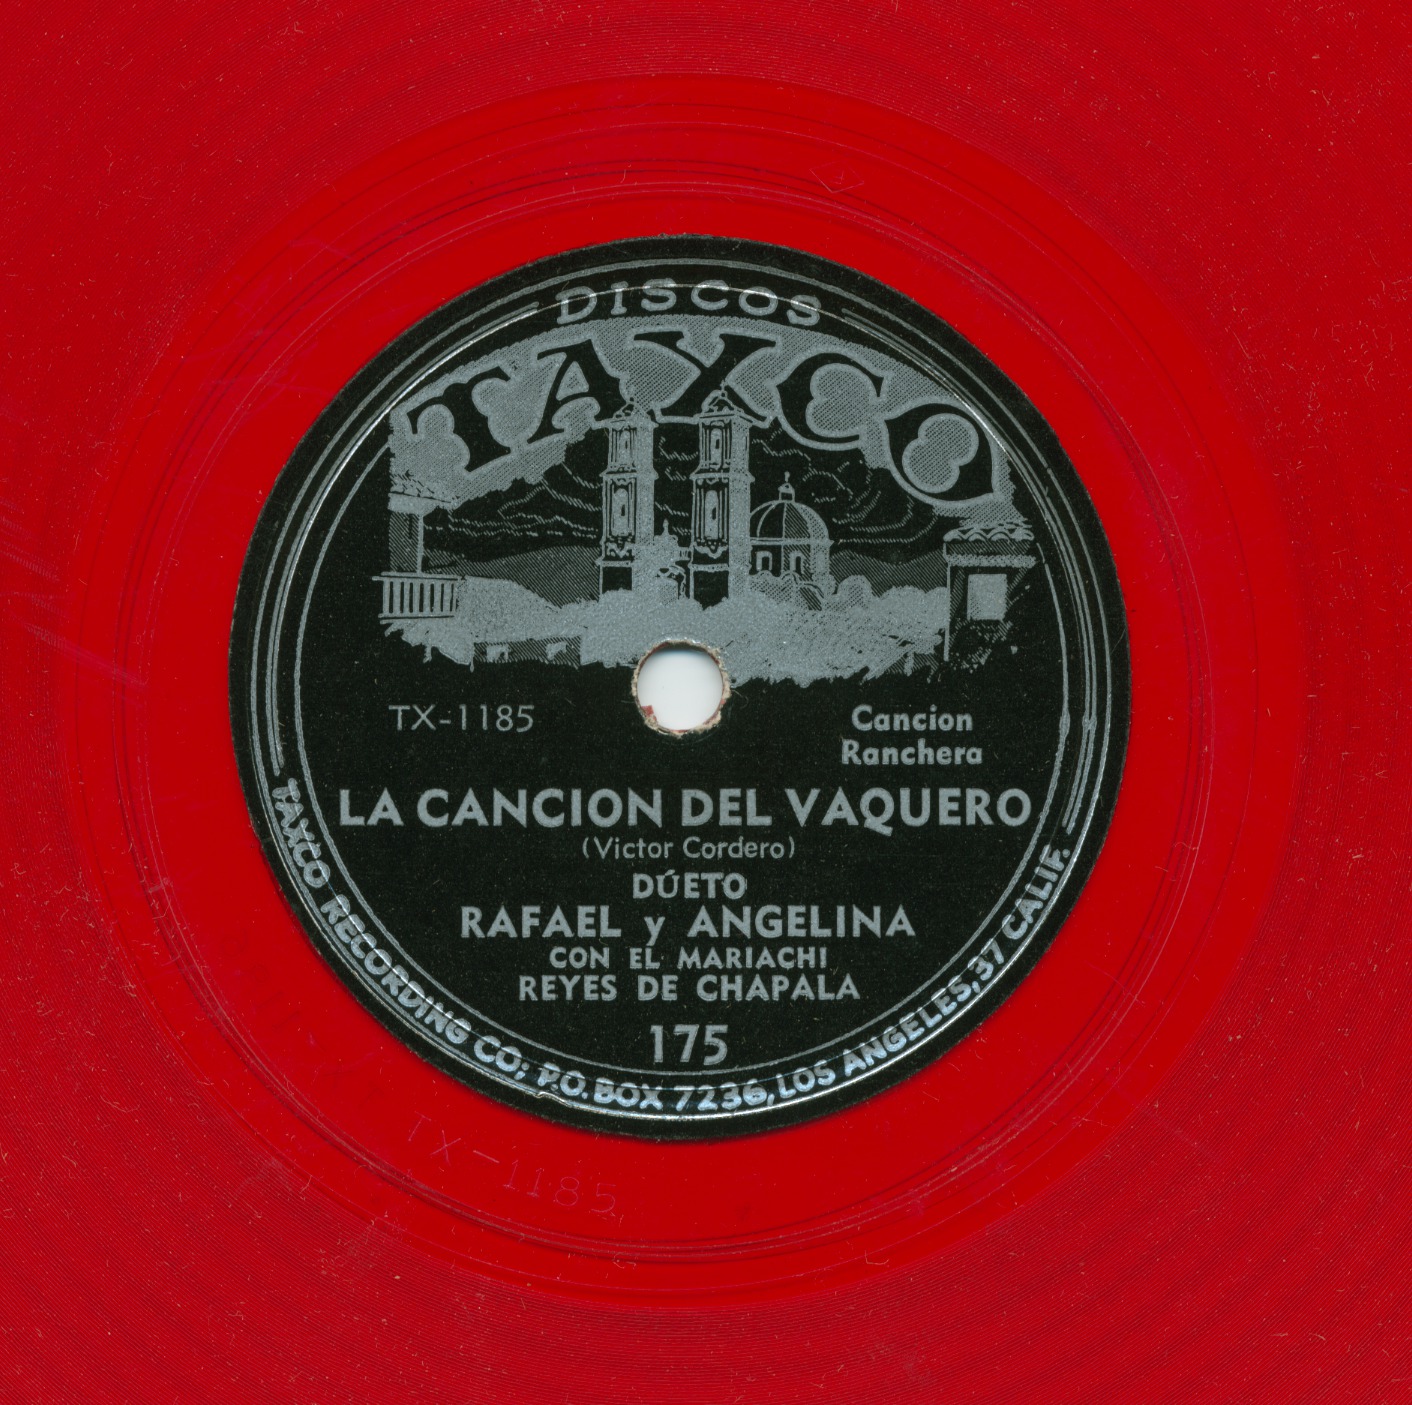 DISCOS
TAXCO
TX-1185
Cancion
Ranchera
LA CANCION DEL VAQUERO
(Victor Cordero)
DÚETO
RAFAEL y ANGELINA
CON EL MARIACHI
REYES DE CHAPALA
175
TAXCO RECORDING CO; P.O. BOX 7236, LOS ANGELES, 37 CALIF.
TX-1185